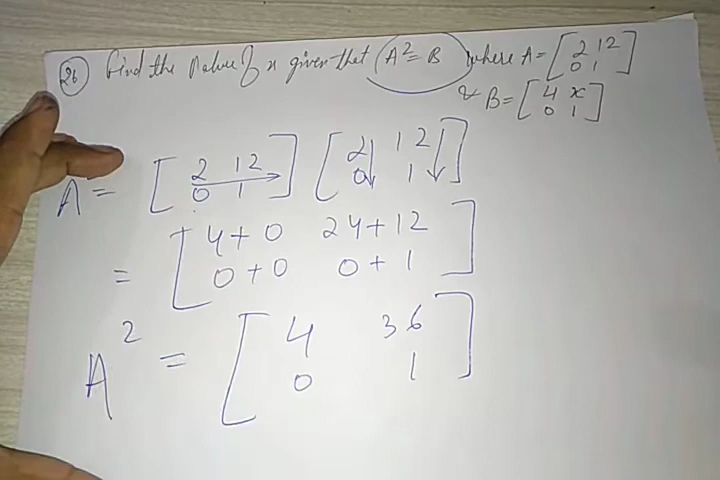 26 Find the value of x given that A² = B where A = [ 2 12
0 1 ]
& B = [ 4 x
0 1 ]
A² = [ 2 12
0 1 ] [ 2 12
0 1 ]
= [ 4+0 24+12
0+0 0+1 ]
A² = [ 4 36
0 1 ]